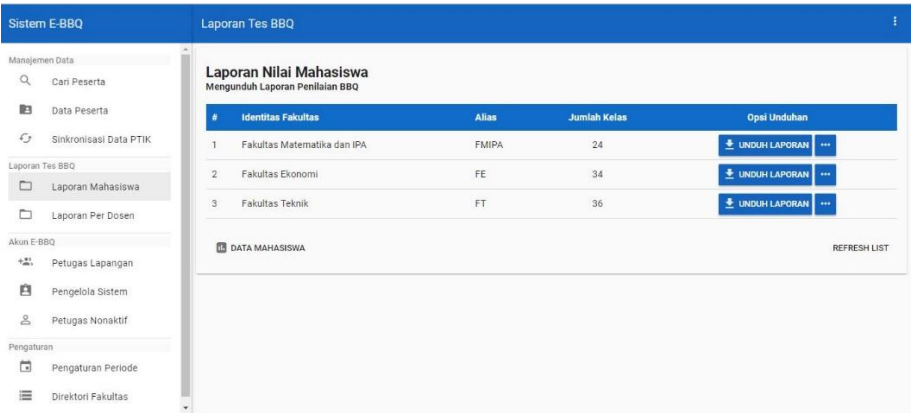 Sistem E-BBQ
Laporan Tes BBQ
Manajemen Data
Cari Peserta
Data Peserta
Sinkronisasi Data PTIK
Laporan Tes BBQ
Laporan Mahasiswa
Laporan Per Dosen
Akun E-BBQ
Petugas Lapangan
Pengelola Sistem
Petugas Nonaktif
Pengaturan
Pengaturan Periode
Direktori Fakultas
Laporan Nilai Mahasiswa
Mengunduh Laporan Penilaian BBQ
# Identitas Fakultas Alias Jumlah Kelas Opsi Unduhan
1 Fakultas Matematika dan IPA FMIPA 24 UNDUH LAPORAN
2 Fakultas Ekonomi FE 34 UNDUH LAPORAN
3 Fakultas Teknik FT 36 UNDUH LAPORAN
DATA MAHASISWA REFRESH LIST